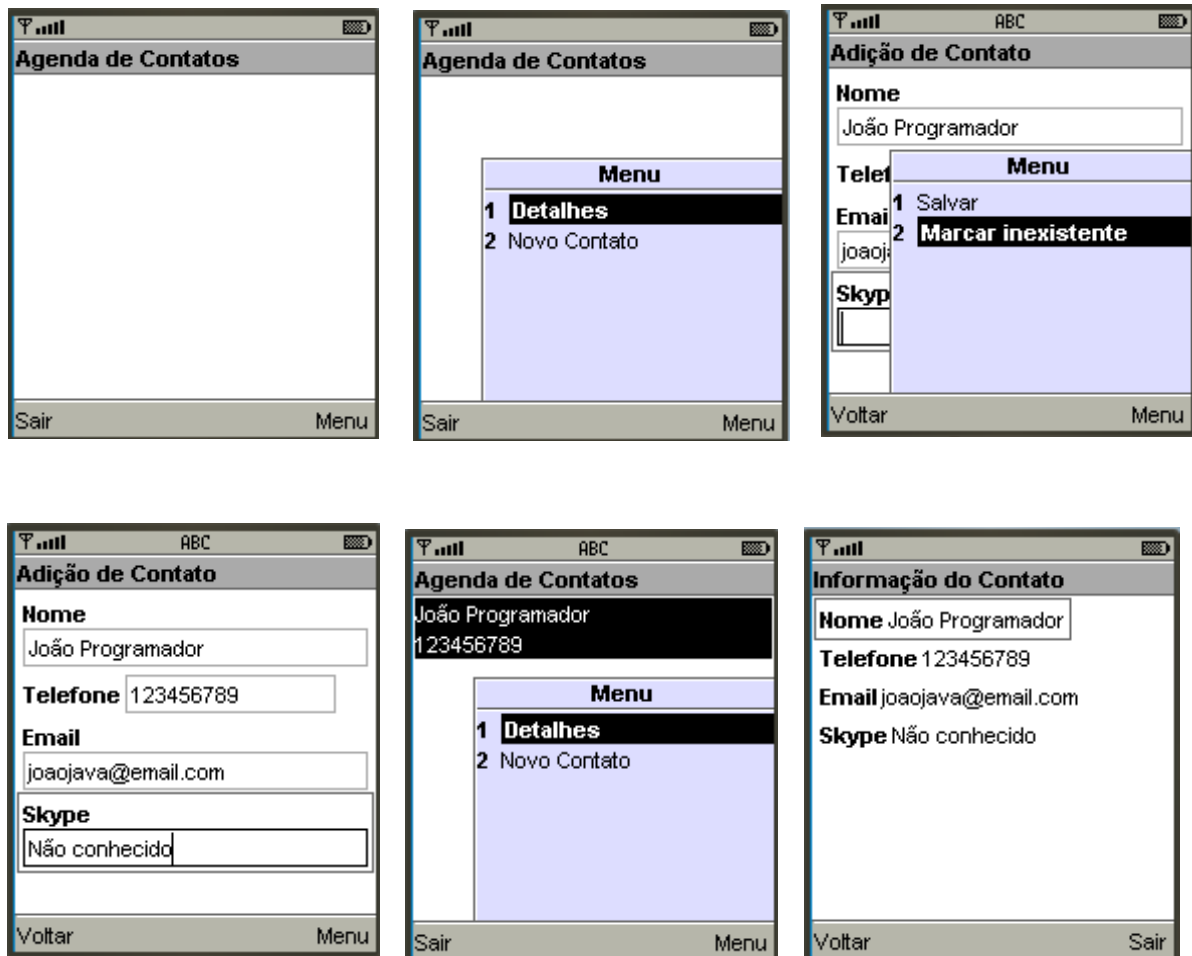 Agenda de Contatos
Sair Menu
Agenda de Contatos
Menu
1 Detalhes
2 Novo Contato
Sair Menu
ABC
Adição de Contato
Nome
João Programador
Telef
Menu
1 Salvar
Emai
2 Marcar inexistente
joaoj
Skyp
Voltar Menu
ABC
Adição de Contato
Nome
João Programador
Telefone 123456789
Email
joaojava@email.com
Skype
Não conhecido
Voltar Menu
ABC
Agenda de Contatos
João Programador
123456789
Menu
1 Detalhes
2 Novo Contato
Sair Menu
Informação do Contato
Nome João Programador
Telefone 123456789
Email joaojava@email.com
Skype Não conhecido
Voltar Sair